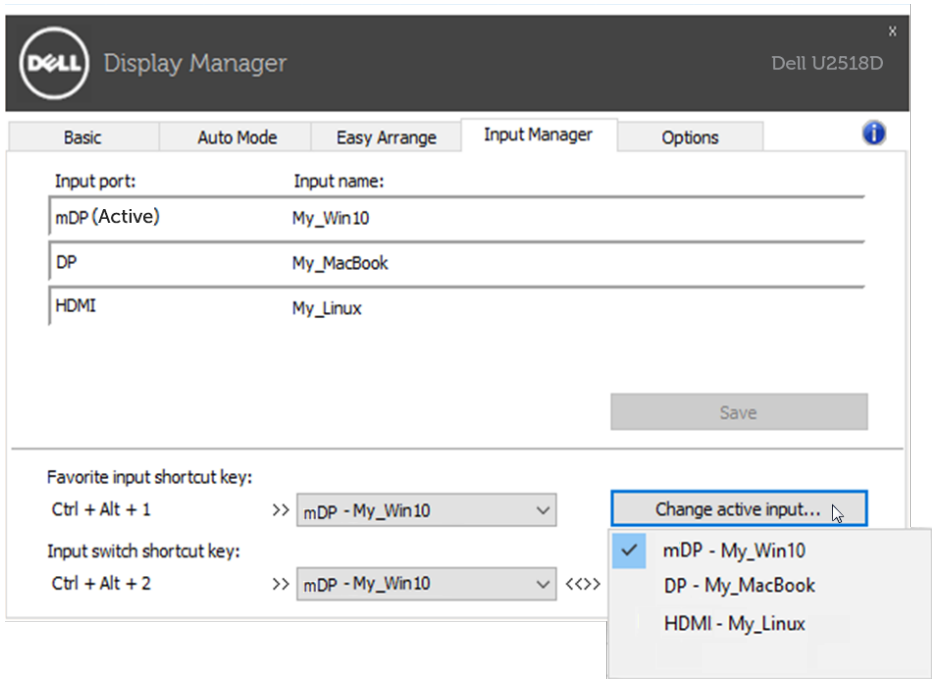 x
DELL Display Manager
Dell U2518D
Basic Auto Mode Easy Arrange Input Manager Options i
Input port: Input name:
mDP (Active) My_Win10
DP My_MacBook
HDMI My_Linux
Save
Favorite input shortcut key:
Ctrl + Alt + 1 >> mDP - My_Win10 Change active input...
Input switch shortcut key:
mDP - My_Win10
Ctrl + Alt + 2 >> mDP - My_Win10 <<>>
DP - My_MacBook
HDMI - My_Linux